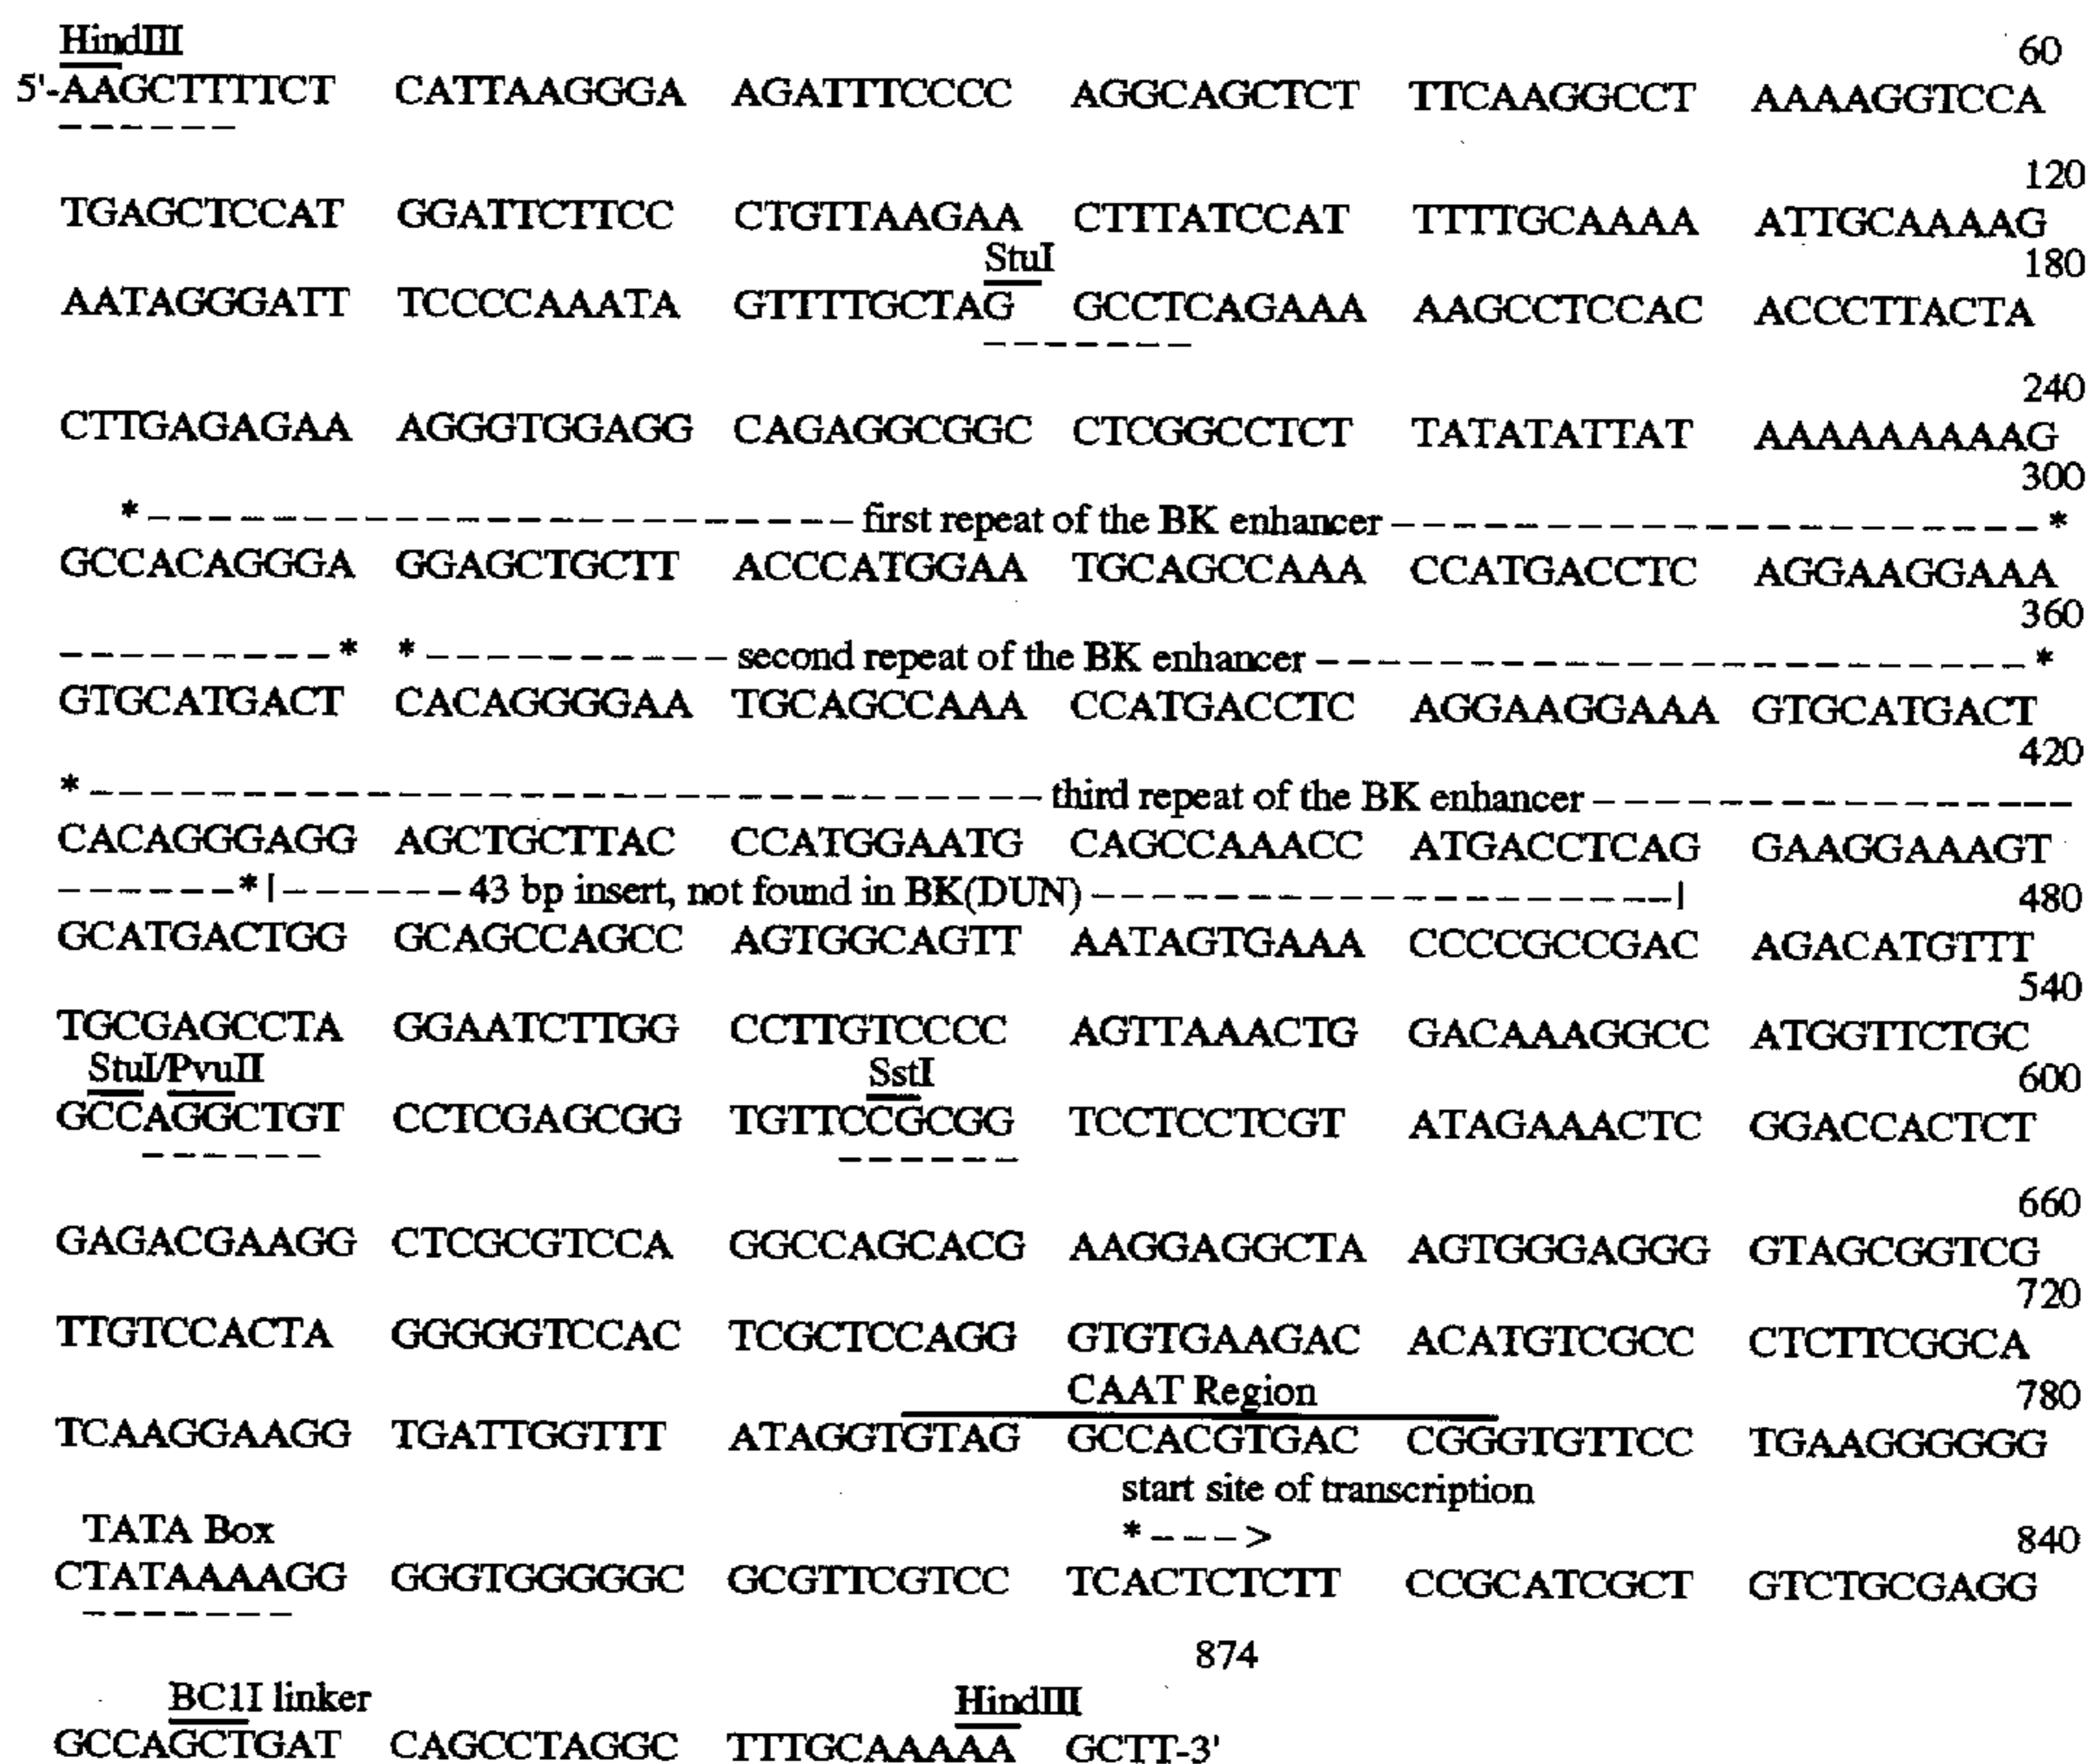 HindIII
60
5'-AAGCTTTTCT CATTAAGGGA AGATTTCCCC AGGCAGCTCT TTCAAGGCCT AAAAGGTCCA
– – – – – –
120
TGAGCTCCAT GGATTCTTCC CTGTTAAGAA CTTTATCCAT TTTTGCAAAA ATTGCAAAAG
StuI 180
AATAGGGATT TCCCCAAATA GTTTTGCTAG GCCTCAGAAA AAGCCTCCAC ACCCTTACTA
– – – – – – –
240
CTTGAGAGAA AGGGTGGAGG CAGAGGCGGC CTCGGCCTCT TATATATTAT AAAAAAAAAG
300
*– – – – – – – – – – – – – – – – – – – – – – – –first repeat of the BK enhancer– – – – – – – – – – – – – – – – – – – – – –*
GCCACAGGGA GGAGCTGCTT ACCCATGGAA TGCAGCCAAA CCATGACCTC AGGAAGGAAA
360
– – – – – – – – –* *– – – – – – – – – –second repeat of the BK enhancer– – – – – – – – – – – – – – – – – – – – – – – –*
GTGCATGACT CACAGGGGAA TGCAGCCAAA CCATGACCTC AGGAAGGAAA GTGCATGACT
420
*– – – – – – – – – – – – – – – – – – – – – – – – – – – – – – – –third repeat of the BK enhancer– – – – – – – – – – – – – – – –
CACAGGGAGG AGCTGCTTAC CCATGGAATG CAGCCAAACC ATGACCTCAG GAAGGAAAGT
– – – – – –*|– – – – – – –43 bp insert, not found in BK(DUN)– – – – – – – – – – – – – – – – – – –| 480
GCATGACTGG GCAGCCAGCC AGTGGCAGTT AATAGTGAAA CCCCGCCGAC AGACATGTTT
540
TGCGAGCCTA GGAATCTTGG CCTTGTCCCC AGTTAAACTG GACAAAGGCC ATGGTTCTGC
StuI/PvuII SstI 600
GCCAGGCTGT CCTCGAGCGG TGTTCCGCGG TCCTCCTCGT ATAGAAACTC GGACCACTCT
– – – – – – – – – – – –
660
GAGACGAAGG CTCGCGTCCA GGCCAGCACG AAGGAGGCTA AGTGGGAGGG GTAGCGGTCG
720
TTGTCCACTA GGGGGTCCAC TCGCTCCAGG GTGTGAAGAC ACATGTCGCC CTCTTCGGCA
CAAT Region 780
TCAAGGAAGG TGATTGGTTT ATAGGTGTAG GCCACGTGAC CGGGTGTTCC TGAAGGGGGG
start site of transcription
TATA Box *– – –> 840
CTATAAAAGG GGGTGGGGGC GCGTTCGTCC TCACTCTCTT CCGCATCGCT GTCTGCGAGG
– – – – – – –
874
BC1I linker HindIII
GCCAGCTGAT CAGCCTAGGC TTTGCAAAAA GCTT-3'